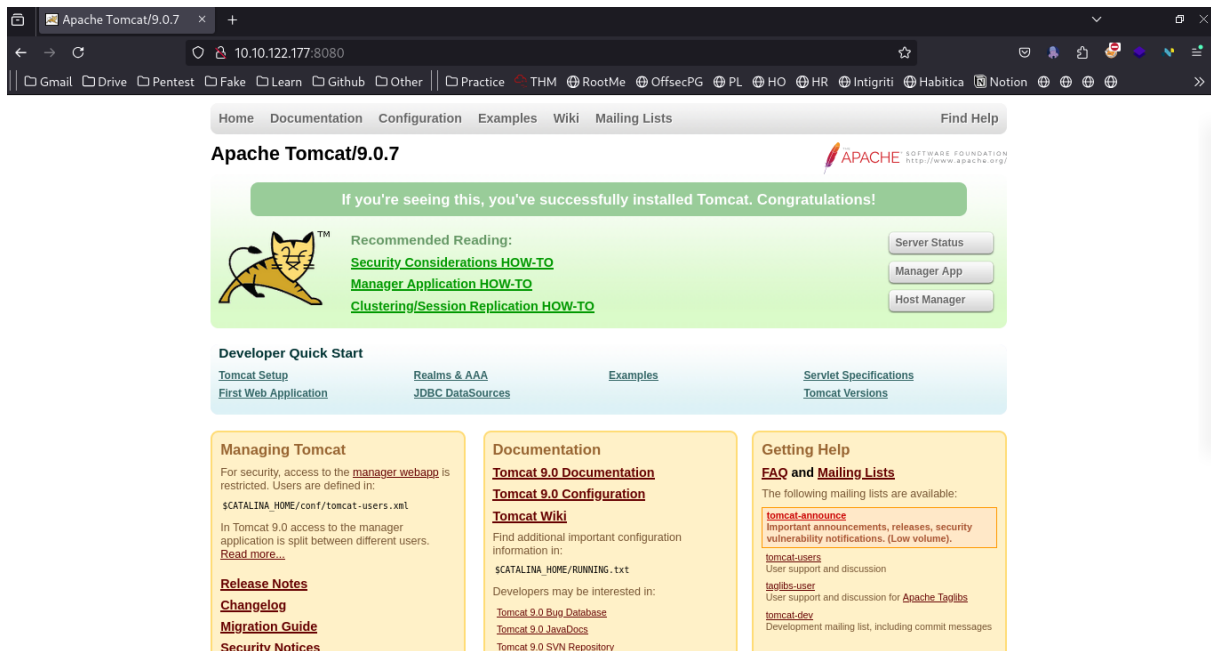 Apache Tomcat/9.0.7
10.10.122.177:8080
Gmail Drive Pentest Fake Learn Github Other Practice THM RootMe OffsecPG PL HO HR Intigriti Habitica Notion
Home Documentation Configuration Examples Wiki Mailing Lists Find Help
Apache Tomcat/9.0.7
APACHE SOFTWARE FOUNDATION
http://www.apache.org/
If you're seeing this, you've successfully installed Tomcat. Congratulations!
TM
Recommended Reading:
Security Considerations HOW-TO
Manager Application HOW-TO
Clustering/Session Replication HOW-TO
Server Status
Manager App
Host Manager
Developer Quick Start
Tomcat Setup
First Web Application
Realms & AAA
JDBC DataSources
Examples
Servlet Specifications
Tomcat Versions
Managing Tomcat
For security, access to the manager webapp is
restricted. Users are defined in:
$CATALINA_HOME/conf/tomcat-users.xml
In Tomcat 9.0 access to the manager
application is split between different users.
Read more...
Release Notes
Changelog
Migration Guide
Security Notices
Documentation
Tomcat 9.0 Documentation
Tomcat 9.0 Configuration
Tomcat Wiki
Find additional important configuration
information in:
$CATALINA_HOME/RUNNING.txt
Developers may be interested in:
Tomcat 9.0 Bug Database
Tomcat 9.0 JavaDocs
Tomcat 9.0 SVN Repository
Getting Help
FAQ and Mailing Lists
The following mailing lists are available:
tomcat-announce
Important announcements, releases, security
vulnerability notifications. (Low volume).
tomcat-users
User support and discussion
taglibs-user
User support and discussion for Apache Taglibs
tomcat-dev
Development mailing list, including commit messages